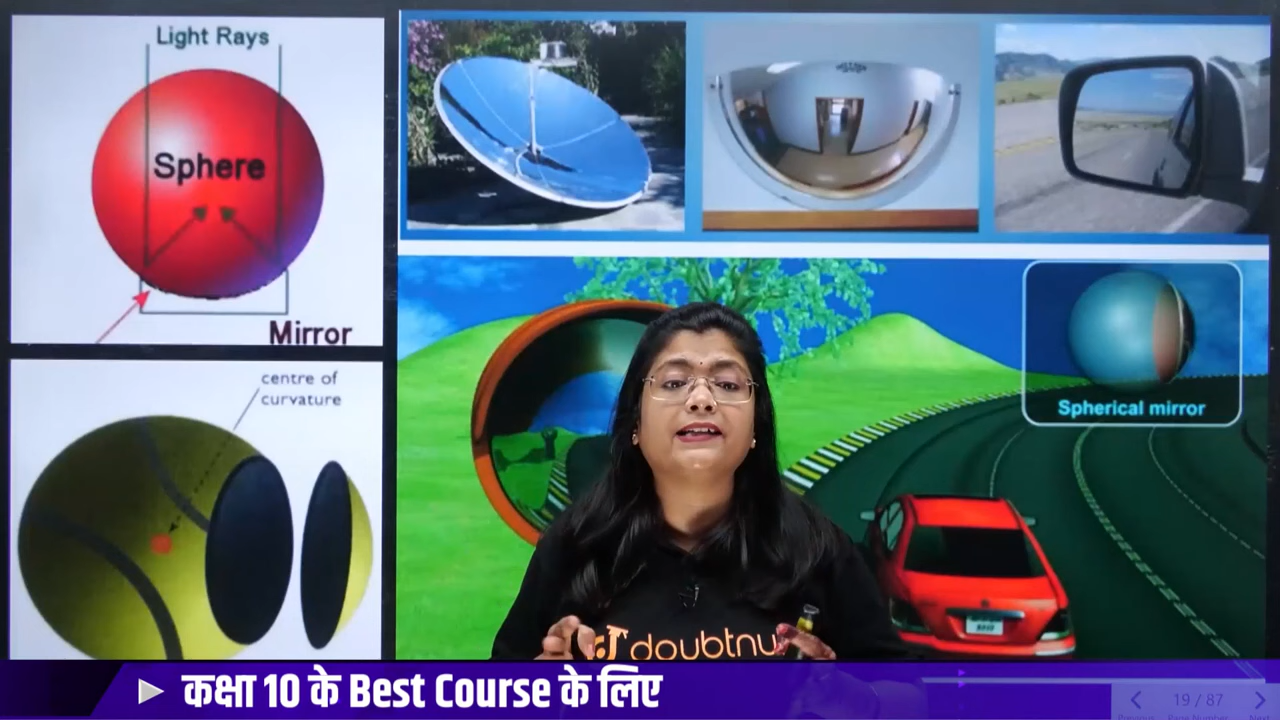 Light Rays
Sphere
Mirror
centre of
curvature
Spherical mirror
doubtnu
कक्षा 10 के Best Course के लिए
19 / 87